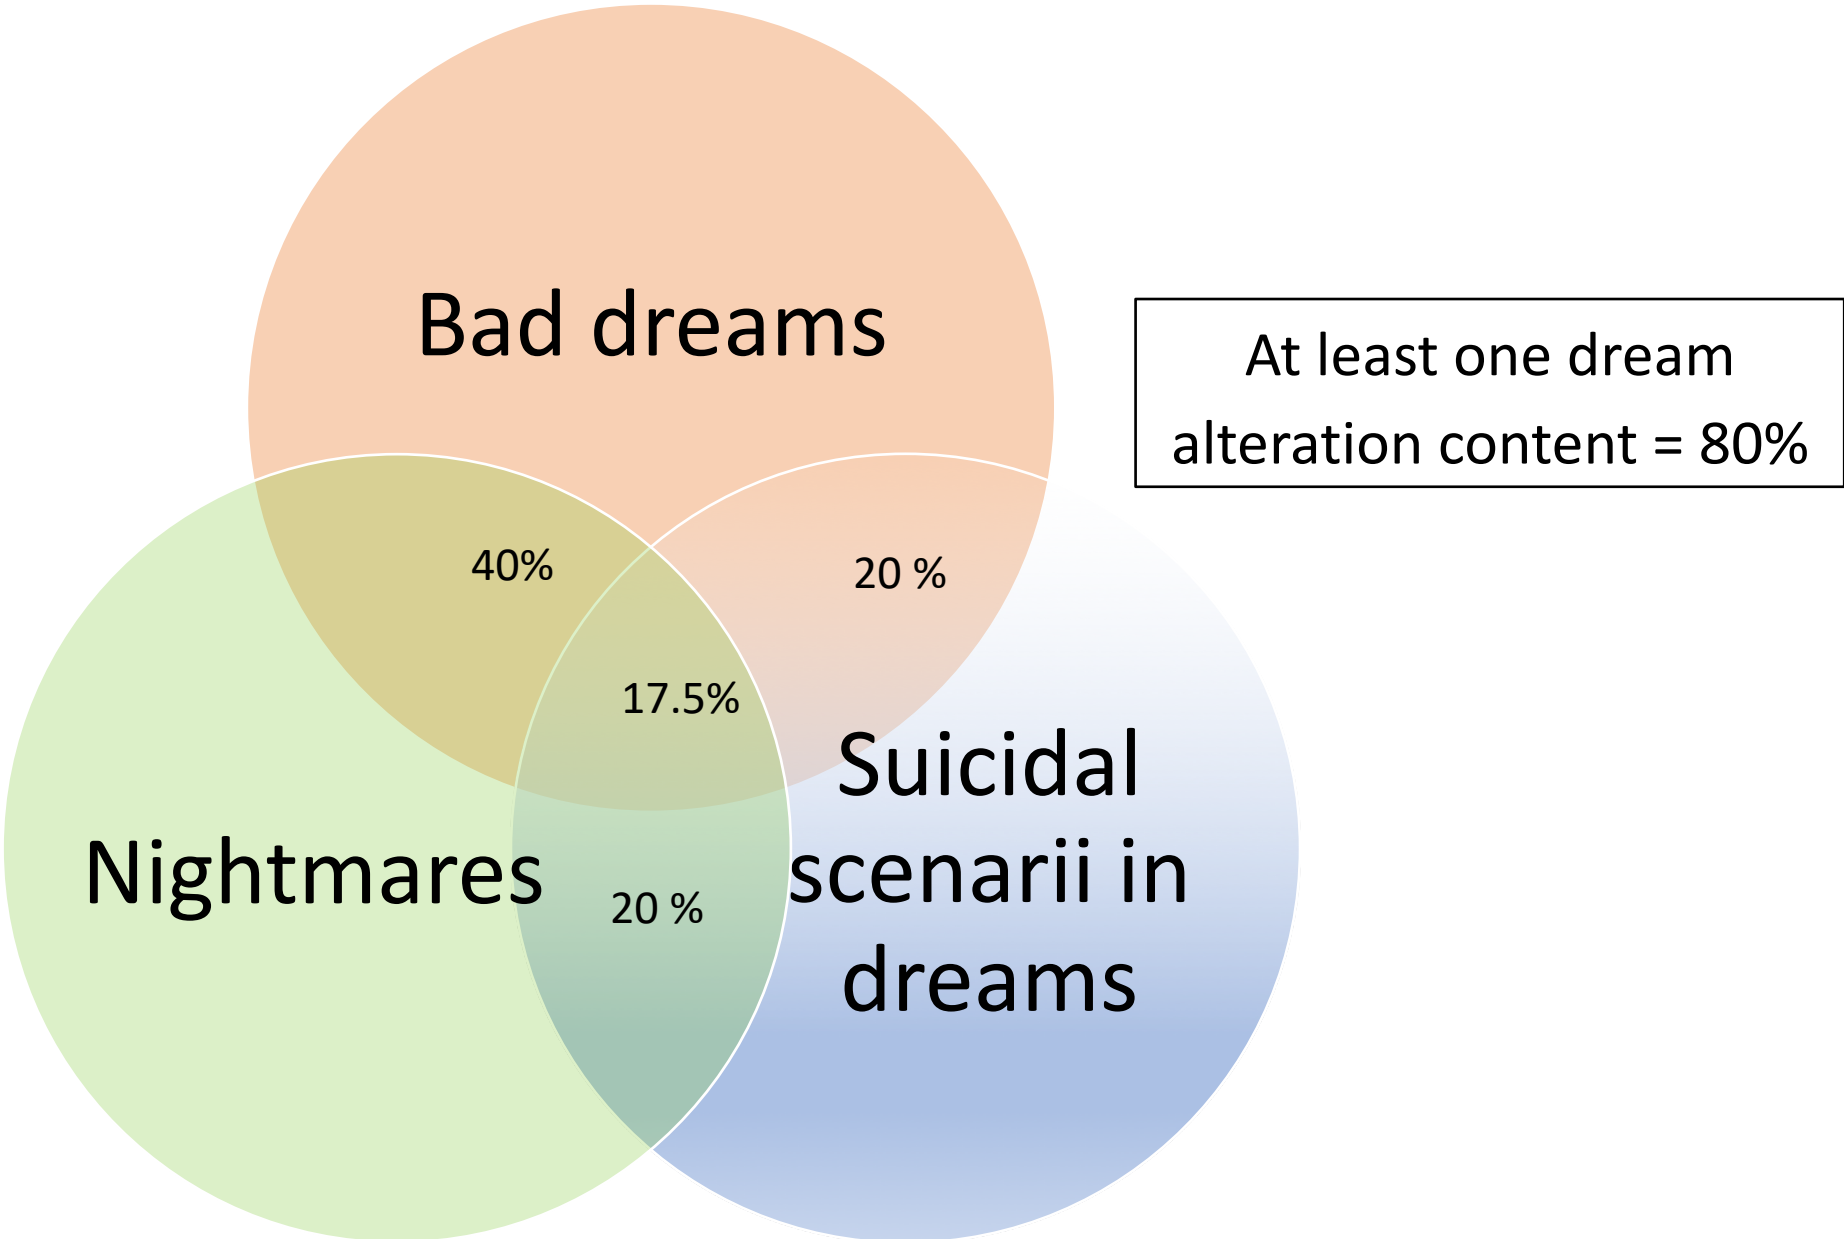 Bad dreams
At least one dream
alteration content = 80%
40%
20 %
17.5%
Suicidal
scenarii in
dreams
Nightmares
20 %